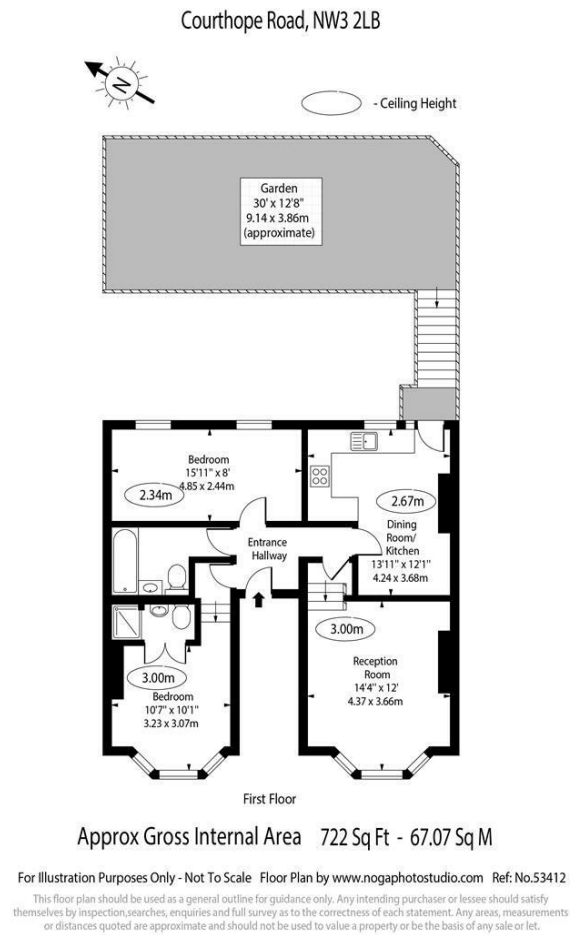 Courthope Road, NW3 2LB
N
- Ceiling Height
Garden
30' x 12'8"
9.14 x 3.86m
(approximate)
Bedroom
15'11" x 8'
4.85 x 2.44m
2.34m
2.67m
Dining
Room/
Kitchen
13'11" x 12'1"
4.24 x 3.68m
Entrance
Hallway
3.00m
Reception
Room
14'4" x 12'
4.37 x 3.66m
3.00m
Bedroom
10'7" x 10'1"
3.23 x 3.07m
First Floor
Approx Gross Internal Area 722 Sq Ft - 67.07 Sq M
For Illustration Purposes Only - Not To Scale Floor Plan by www.nogaphotostudio.com Ref: No.53412
This floor plan should be used as a general outline for guidance only. Any intending purchaser or lessee should satisfy
themselves by inspection,searches, enquiries and full survey as to the correctness of each statement. Any areas, measurements
or distances quoted are approximate and should not be used to value a property or be the basis of any sale or let.